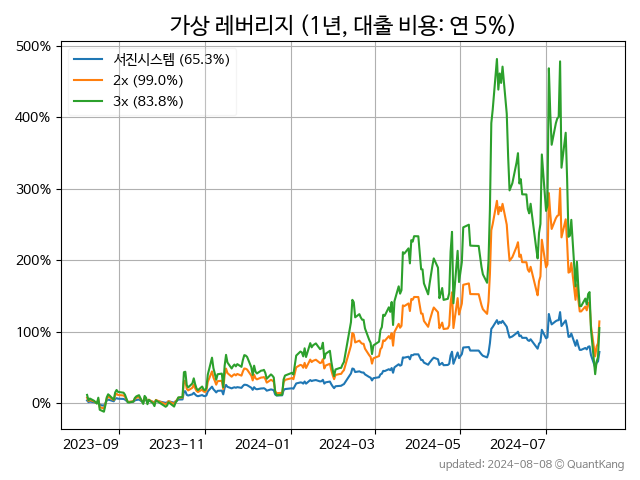 가상 레버리지 (1년, 대출 비용: 연 5%)
500%
400%
300%
200%
100%
0%
서진시스템 (65.3%)
2x (99.0%)
3x (83.8%)
2023-09
2023-11
2024-01
2024-03
2024-05
2024-07
updated: 2024-08-08 © QuantKang